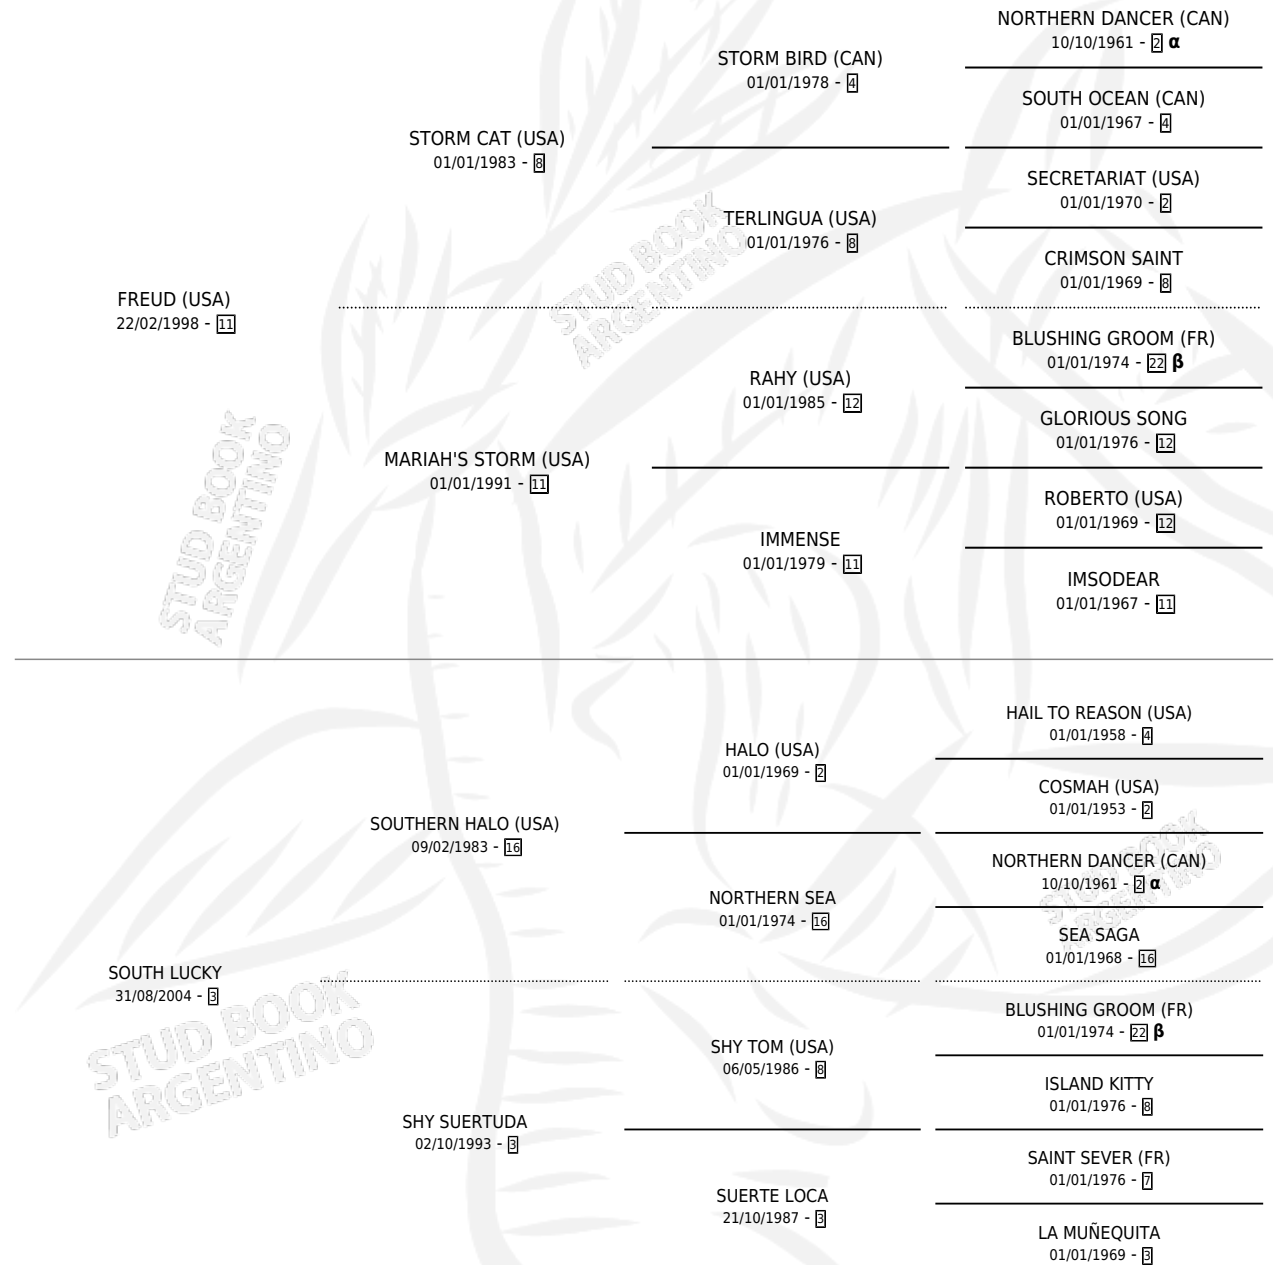 NORTHERN DANCER (CAN)
10/10/1961 - 2 α
STORM BIRD (CAN)
01/01/1978 - 4
SOUTH OCEAN (CAN)
01/01/1967 - 4
STORM CAT (USA)
01/01/1983 - 8
SECRETARIAT (USA)
01/01/1970 - 2
TERLINGUA (USA)
01/01/1976 - 8
CRIMSON SAINT
01/01/1969 - 8
FREUD (USA)
22/02/1998 - 11
BLUSHING GROOM (FR)
01/01/1974 - 22 β
RAHY (USA)
01/01/1985 - 12
GLORIOUS SONG
01/01/1976 - 12
MARIAH'S STORM (USA)
01/01/1991 - 11
ROBERTO (USA)
01/01/1969 - 12
IMMENSE
01/01/1979 - 11
IMSODEAR
01/01/1967 - 11
HAIL TO REASON (USA)
01/01/1958 - 4
HALO (USA)
01/01/1969 - 2
COSMAH (USA)
01/01/1953 - 2
SOUTHERN HALO (USA)
09/02/1983 - 16
NORTHERN DANCER (CAN)
10/10/1961 - 2 α
NORTHERN SEA
01/01/1974 - 16
SEA SAGA
01/01/1968 - 16
SOUTH LUCKY
31/08/2004 - 3
BLUSHING GROOM (FR)
01/01/1974 - 22 β
SHY TOM (USA)
06/05/1986 - 8
ISLAND KITTY
01/01/1976 - 8
SHY SUERTUDA
02/10/1993 - 3
SAINT SEVER (FR)
01/01/1976 - 7
SUERTE LOCA
21/10/1987 - 3
LA MUÑEQUITA
01/01/1969 - 3
STUD BOOK
ARGENTINO
STUD BOOK
ARGENTINO
STUD BOOK
ARGENTINO
STUD BOOK
ARGENTINO